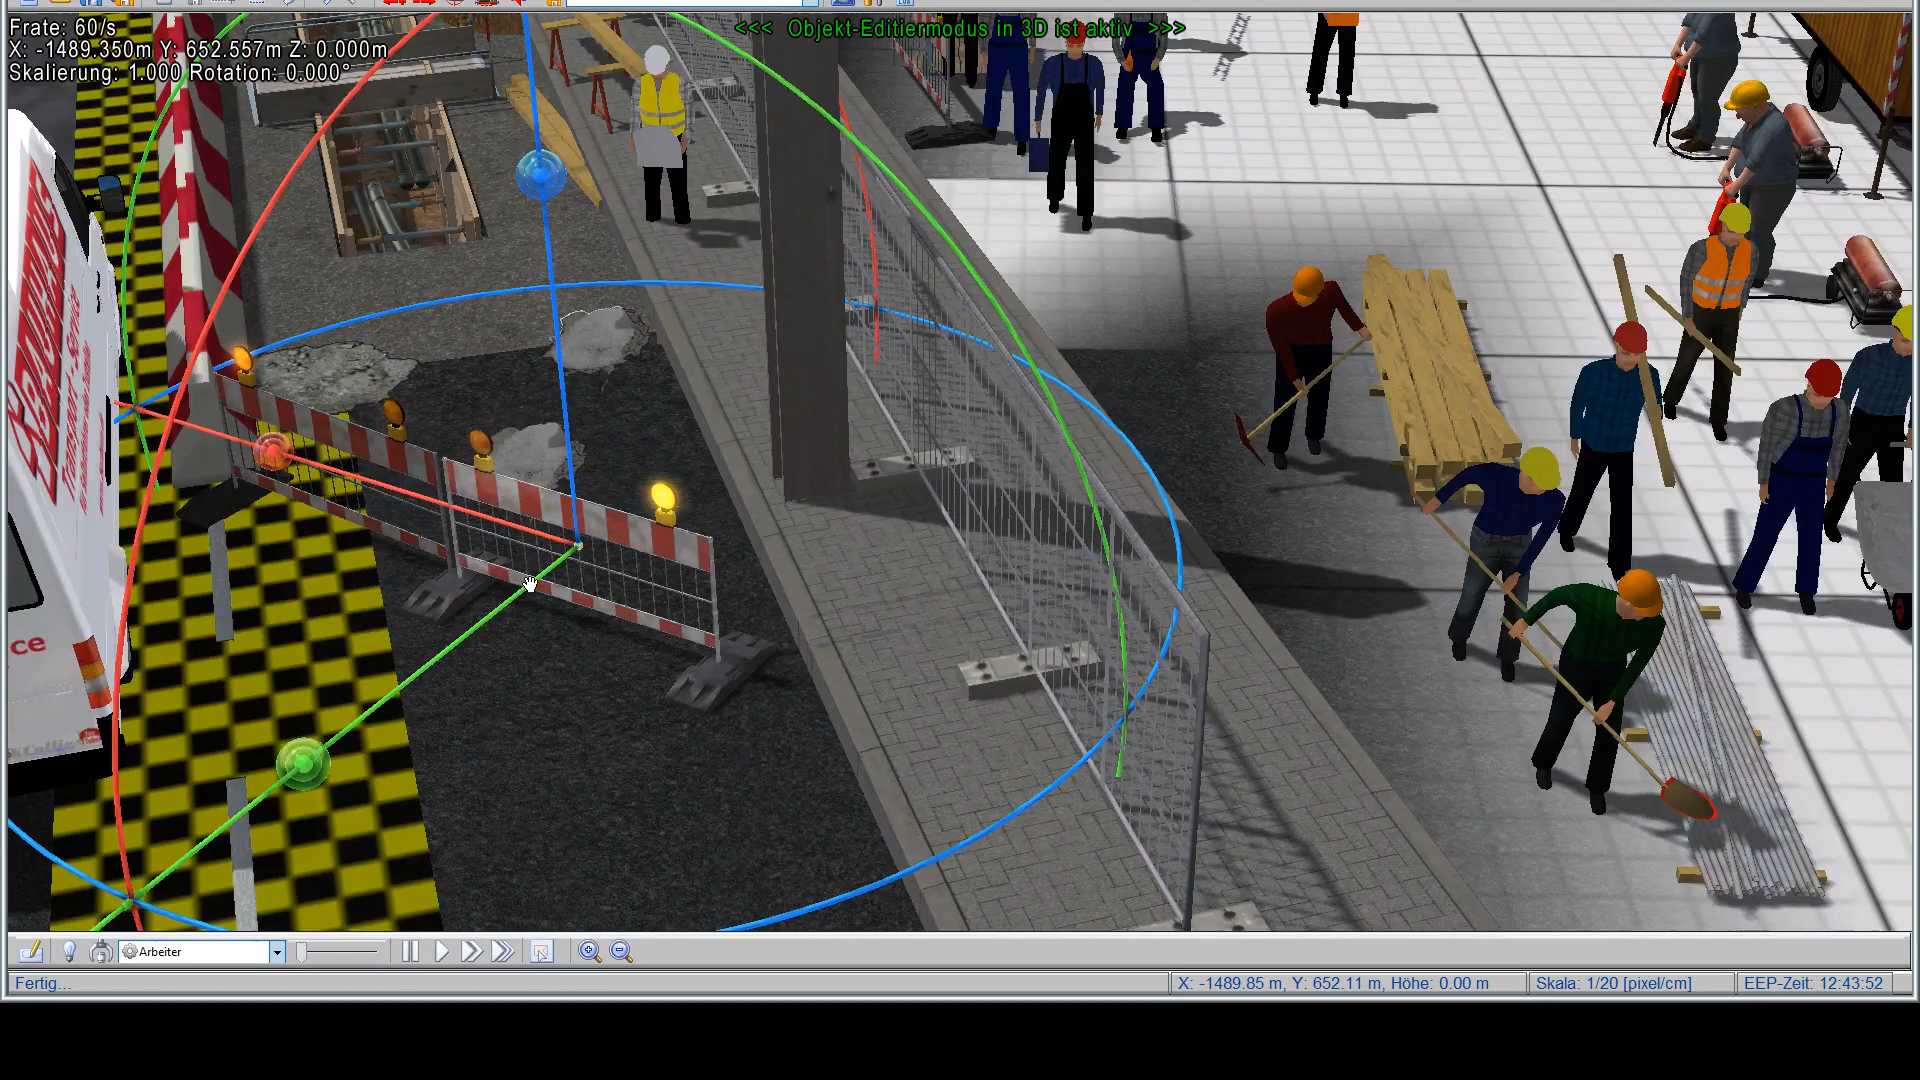 Frate: 60/s
X: -1489.350m Y: 652.557m Z: 0.000m
Skalierung: 1.000 Rotation: 0.000°
<<< Objekt-Editiermodus in 3D ist aktiv >>>
Transport - Service
ce
Arbeiter
Fertig...
X: -1489.85 m, Y: 652.11 m, Höhe: 0.00 m
Skala: 1/20 [pixel/cm]
EEP-Zeit: 12:43:52